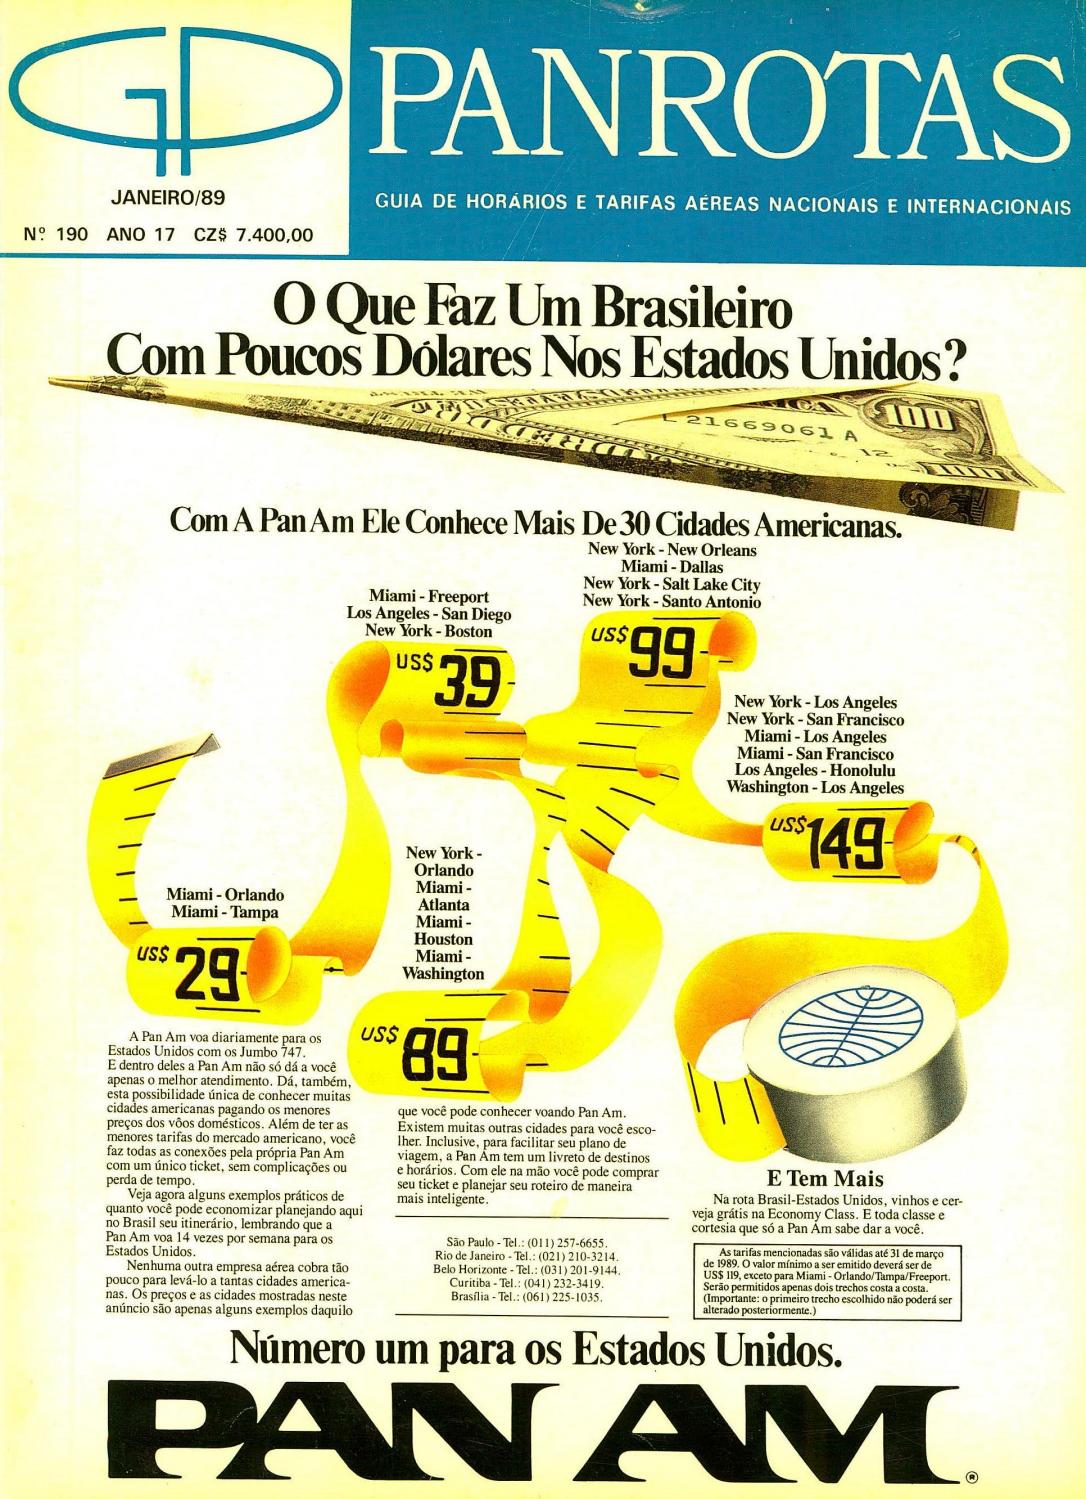 GP
JANEIRO/89
Nº 190 ANO 17 CZ$ 7.400,00
PANROTAS
GUIA DE HORÁRIOS E TARIFAS AÉREAS NACIONAIS E INTERNACIONAIS
O Que Faz Um Brasileiro
Com Poucos Dólares Nos Estados Unidos?
100
L 21669061 A
12
100
Com A Pan Am Ele Conhece Mais De 30 Cidades Americanas.
New York - New Orleans
Miami - Dallas
New York - Salt Lake City
New York - Santo Antonio
US$ 99
Miami - Freeport
Los Angeles - San Diego
New York - Boston
US$ 39
New York - Los Angeles
New York - San Francisco
Miami - Los Angeles
Miami - San Francisco
Los Angeles - Honolulu
Washington - Los Angeles
US$ 149
Miami - Orlando
Miami - Tampa
US$ 29
New York -
Orlando
Miami -
Atlanta
Miami -
Houston
Miami -
Washington
US$ 89
A Pan Am voa diariamente para os
Estados Unidos com os Jumbo 747.
E dentro deles a Pan Am não só dá a você
apenas o melhor atendimento. Dá, também,
esta possibilidade única de conhecer muitas
cidades americanas pagando os menores
preços dos vôos domésticos. Além de ter as
menores tarifas do mercado americano, você
faz todas as conexões pela própria Pan Am
com um único ticket, sem complicações ou
perda de tempo.
Veja agora alguns exemplos práticos de
quanto você pode economizar planejando aqui
no Brasil seu itinerário, lembrando que a
Pan Am voa 14 vezes por semana para os
Estados Unidos.
Nenhuma outra empresa aérea cobra tão
pouco para levá-lo a tantas cidades america-
nas. Os preços e as cidades mostradas neste
anúncio são apenas alguns exemplos daquilo
que você pode conhecer voando Pan Am.
Existem muitas outras cidades para você esco-
lher. Inclusive, para facilitar seu plano de
viagem, a Pan Am tem um livreto de destinos
e horários. Com ele na mão você pode comprar
seu ticket e planejar seu roteiro de maneira
mais inteligente.
São Paulo - Tel.: (011) 257-6655.
Rio de Janeiro - Tel.: (021) 210-3214.
Belo Horizonte - Tel.: (031) 201-9144.
Curitiba - Tel.: (041) 232-3419.
Brasília - Tel.: (061) 225-1035.
E Tem Mais
Na rota Brasil-Estados Unidos, vinhos e cer-
veja grátis na Economy Class. E toda classe e
cortesia que só a Pan Am sabe dar a você.
As tarifas mencionadas são válidas até 31 de março
de 1989. O valor mínimo a ser emitido deverá ser de
US$ 119, exceto para Miami - Orlando/Tampa/Freeport.
Serão permitidos apenas dois trechos costa a costa.
(Importante: o primeiro trecho escolhido não poderá ser
alterado posteriormente.)
Número um para os Estados Unidos.
PAN AM®